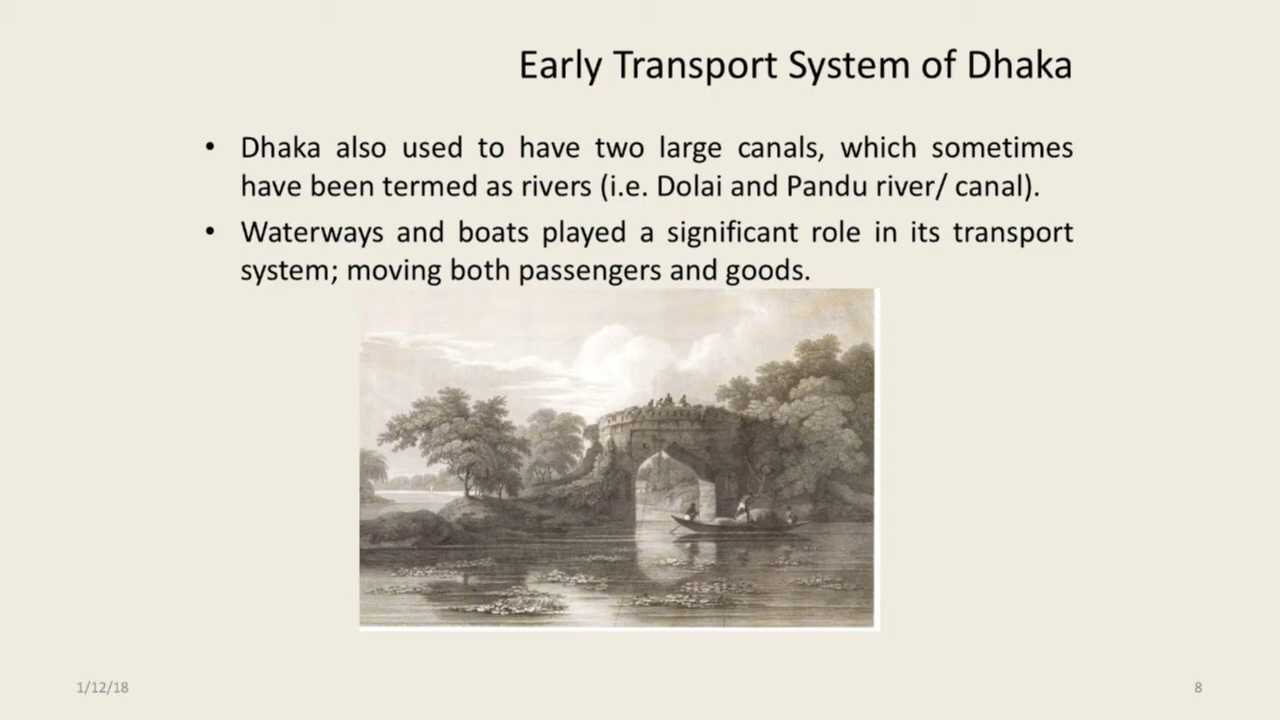 Early Transport System of Dhaka
• Dhaka also used to have two large canals, which sometimes
have been termed as rivers (i.e. Dolai and Pandu river/ canal).
• Waterways and boats played a significant role in its transport
system; moving both passengers and goods.
1/12/18
8